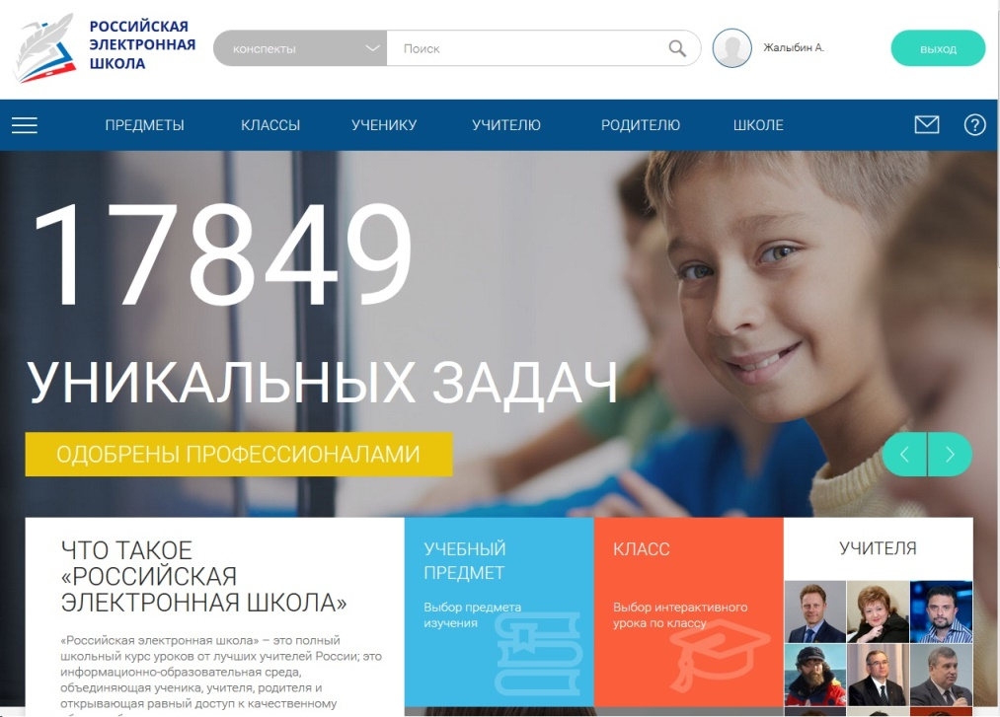 РОССИЙСКАЯ
ЭЛЕКТРОННАЯ
ШКОЛА
конспекты
Поиск
Жалыбин А.
выход
ПРЕДМЕТЫ
КЛАССЫ
УЧЕНИКУ
УЧИТЕЛЮ
РОДИТЕЛЮ
ШКОЛЕ
17849
УНИКАЛЬНЫХ ЗАДАЧ
ОДОБРЕНЫ ПРОФЕССИОНАЛАМИ
ЧТО ТАКОЕ
«РОССИЙСКАЯ
ЭЛЕКТРОННАЯ ШКОЛА»
«Российская электронная школа» – это полный
школьный курс уроков от лучших учителей России; это
информационно-образовательная среда,
объединяющая ученика, учителя, родителя и
открывающая равный доступ к качественному
УЧЕБНЫЙ
ПРЕДМЕТ
Выбор предмета
изучения
КЛАСС
Выбор интерактивного
урока по классу
УЧИТЕЛЯ